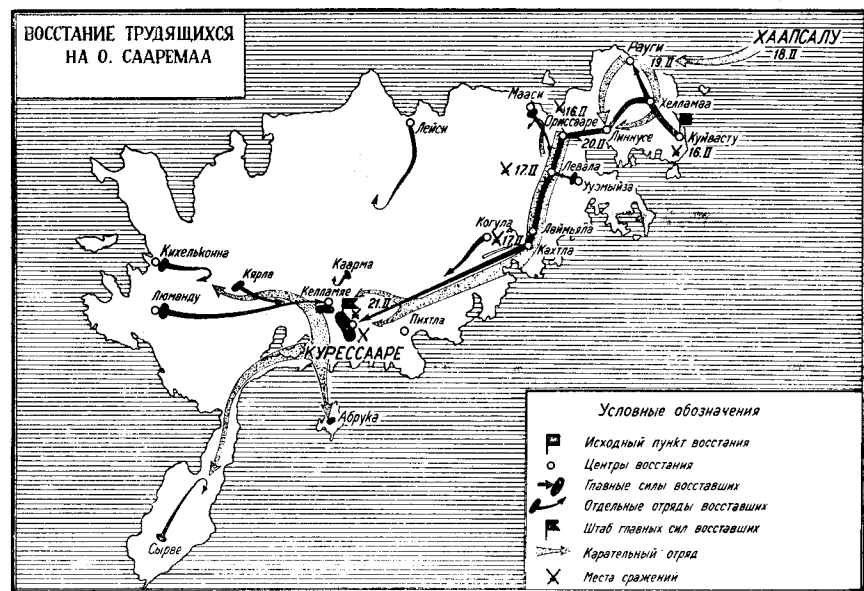 ВОССТАНИЕ ТРУДЯЩИХСЯ
НА О. СААРЕМАА
ХААПСАЛУ
18.II
Рауги
19.II
Хелламаа
Куйвасту
16.II
Мааси
16.II
Ориссааре
Линнусе
20.II
Лейси
17.II
Левала
Ууэмыйза
Когула
17.II
Лаймьяла
Кахтла
Кихельконна
Кярла
Каарма
Келламяе
21.II
Люманду
Пихтла
КУРЕССААРЕ
Абрука
Сырве
Условные обозначения
Исходный пункт восстания
Центры восстания
Главные силы восставших
Отдельные отряды восставших
Штаб главных сил восставших
Карательный отряд
Места сражений